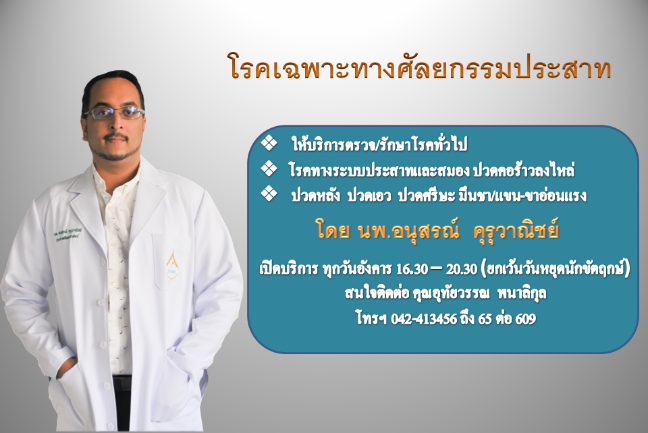 โรคเฉพาะทางศัลยกรรมประสาท
❖ ให้บริการตรวจ/รักษาโรคทั่วไป
❖ โรคทางระบบประสาทและสมอง ปวดคอร้าวลงไหล่
❖ ปวดหลัง ปวดเอว ปวดศรีษะ มึนชา/แขน-ขาอ่อนแรง
โดย นพ.อนุสรณ์ คุรุวาณิชย์
เปิดบริการ ทุกวันอังคาร 16.30 – 20.30 (ยกเว้นวันหยุดนักขัตฤกษ์)
สนใจติดต่อ คุณอุทัยวรรณ พนาลิกุล
โทรฯ 042-413456 ถึง 65 ต่อ 609